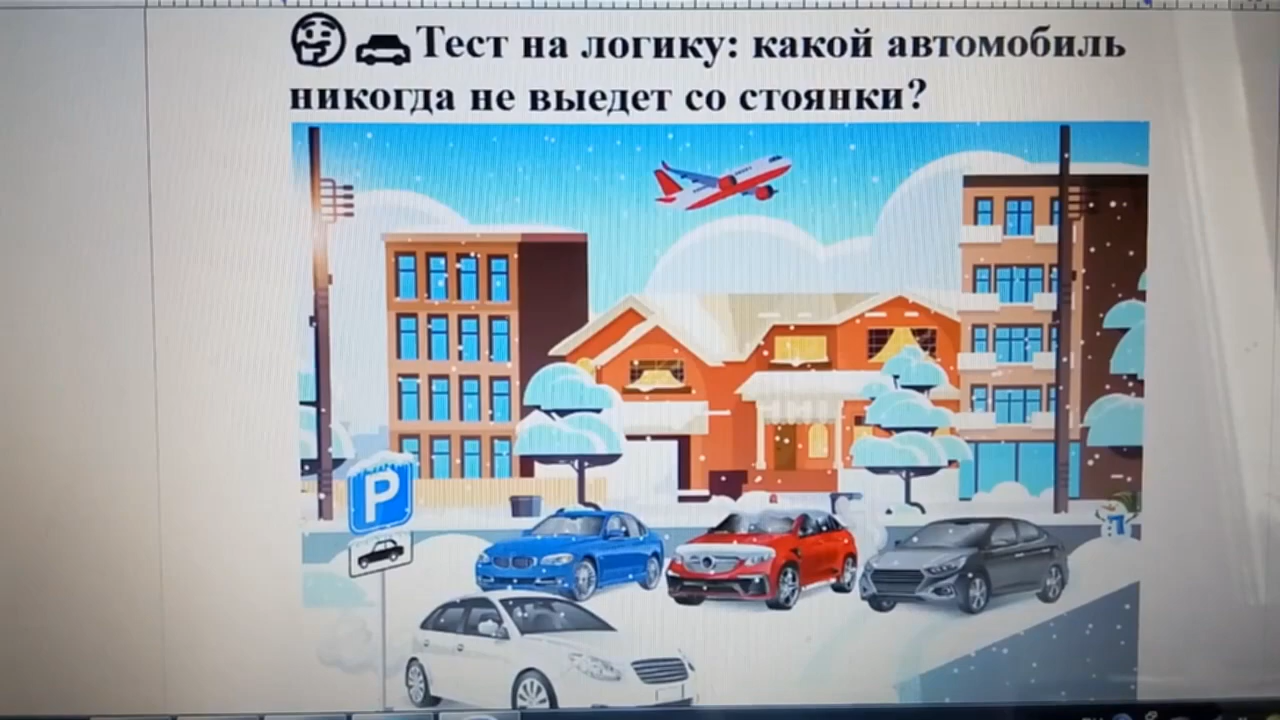 Тест на логику: какой автомобиль
никогда не выедет со стоянки?
P